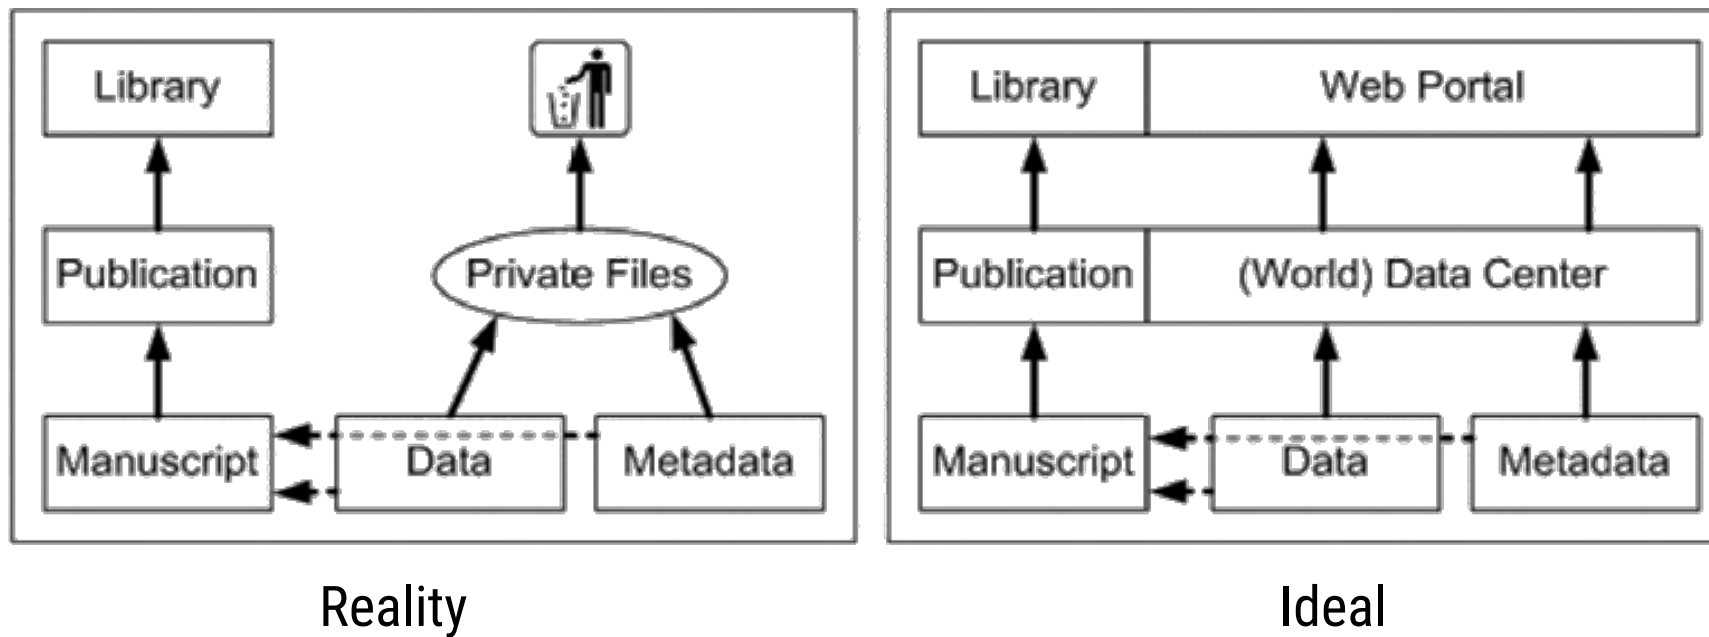 Library
Publication
Private Files
Manuscript
Data
Metadata
Reality
Library
Web Portal
Publication
(World) Data Center
Manuscript
Data
Metadata
Ideal